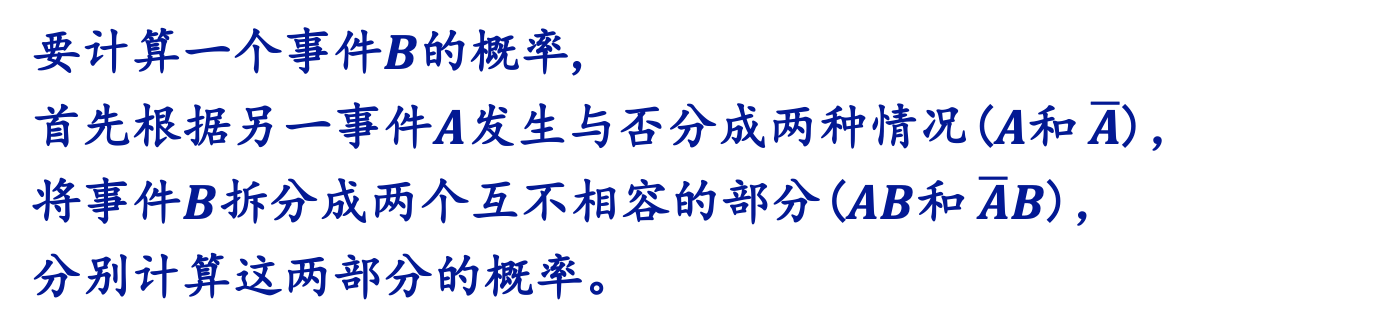 要计算一个事件B的概率,
首先根据另一事件A发生与否分成两种情况(A和 A̅),
将事件B拆分成两个互不相容的部分(AB和 A̅B),
分别计算这两部分的概率。